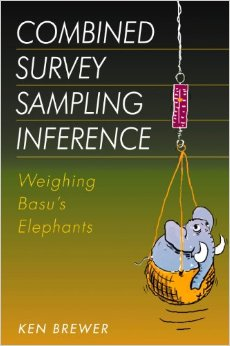 COMBINED
SURVEY
SAMPLING
INFERENCE
Weighing
Basu's
Elephants
KEN BREWER